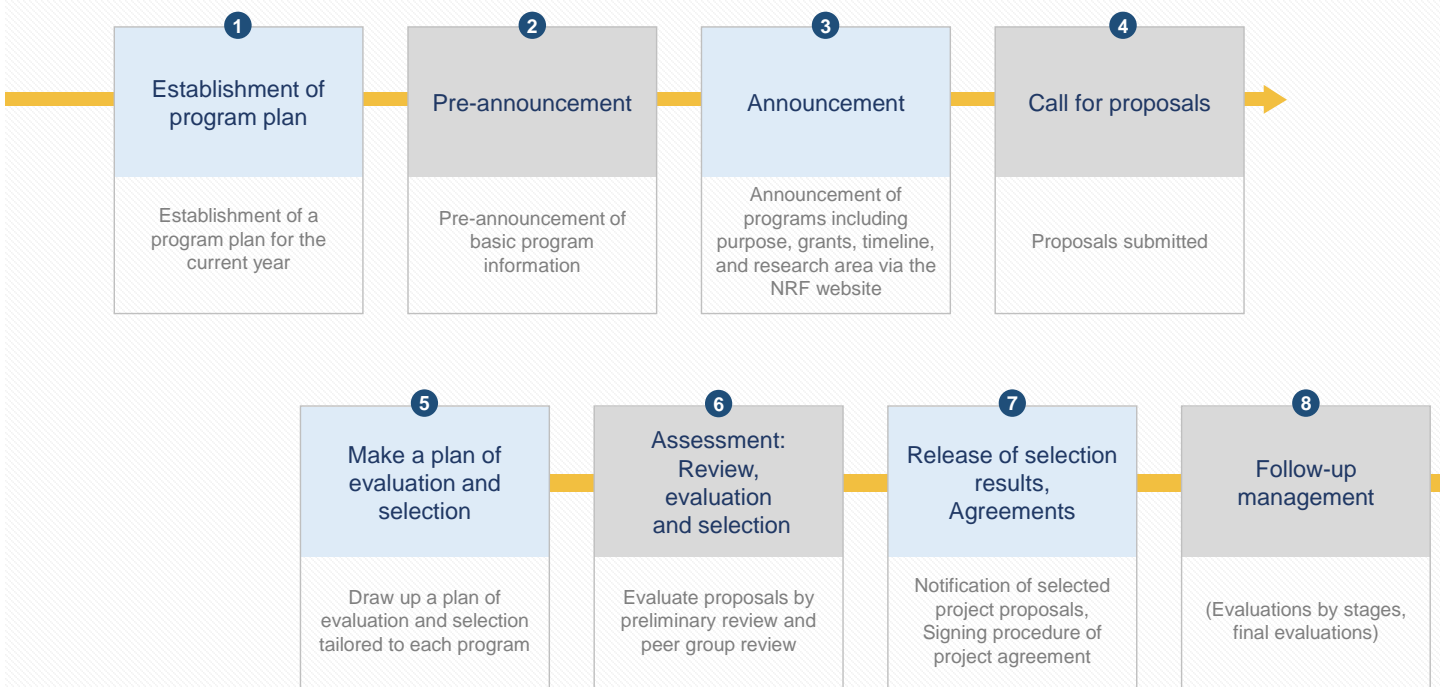 1
Establishment of
program plan
Establishment of a
program plan for the
current year
2
Pre-announcement
Pre-announcement of
basic program
information
3
Announcement
Announcement of
programs including
purpose, grants, timeline,
and research area via the
NRF website
4
Call for proposals
Proposals submitted
5
Make a plan of
evaluation and
selection
Draw up a plan of
evaluation and selection
tailored to each program
6
Assessment:
Review,
evaluation
and selection
Evaluate proposals by
preliminary review and
peer group review
7
Release of selection
results,
Agreements
Notification of selected
project proposals,
Signing procedure of
project agreement
8
Follow-up
management
(Evaluations by stages,
final evaluations)